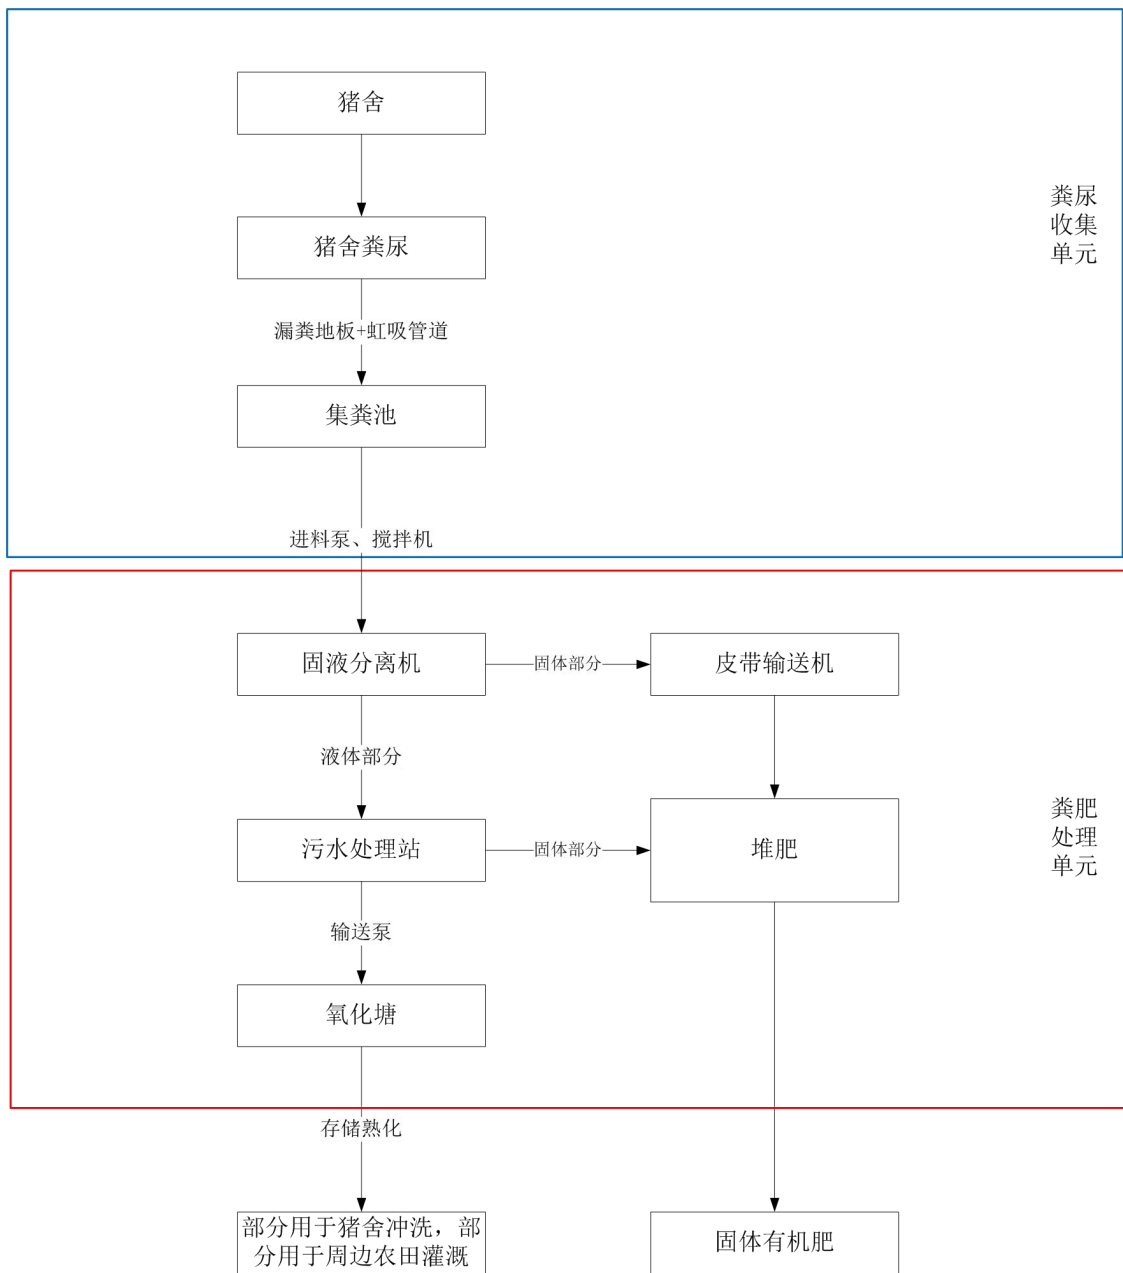 猪舍
粪尿
收集
单元
猪舍粪尿
漏粪地板+虹吸管道
集粪池
进料泵、搅拌机
固液分离机
固体部分
皮带输送机
液体部分
粪肥
处理
单元
污水处理站
固体部分
堆肥
输送泵
氧化塘
存储熟化
部分用于猪舍冲洗，部
分用于周边农田灌溉
固体有机肥